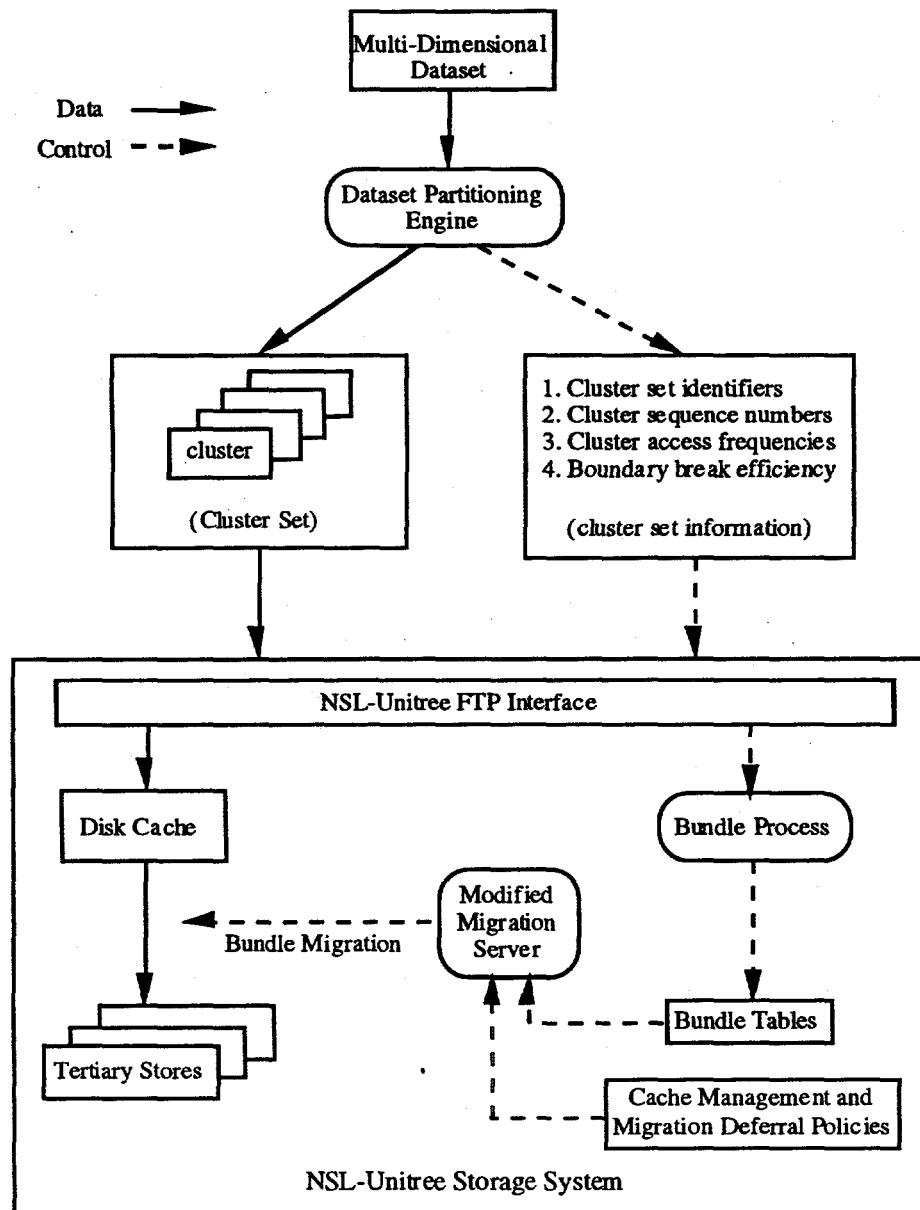 Multi-Dimensional
Dataset
Data
Control
Dataset Partitioning
Engine
cluster
(Cluster Set)
1. Cluster set identifiers
2. Cluster sequence numbers
3. Cluster access frequencies
4. Boundary break efficiency
(cluster set information)
NSL-Unitree FTP Interface
Disk Cache
Bundle Process
Modified
Migration
Server
Bundle Migration
Bundle Tables
Tertiary Stores
Cache Management and
Migration Deferral Policies
NSL-Unitree Storage System